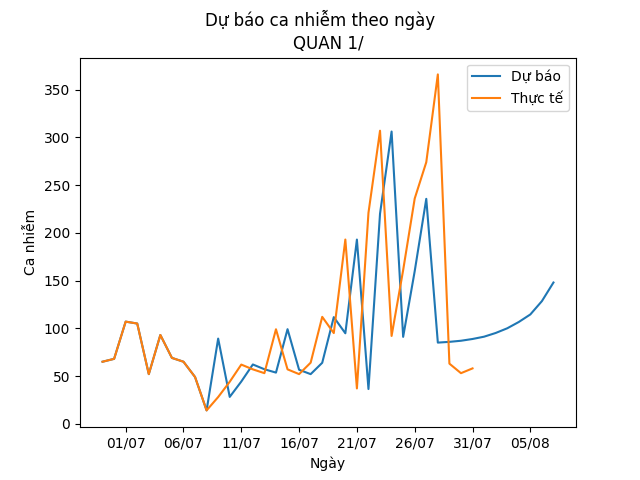 Dự báo ca nhiễm theo ngày
QUAN 1/
Dự báo
Thực tế
350
300
250
200
150
100
50
0
Ca nhiễm
01/07
06/07
11/07
16/07
21/07
26/07
31/07
05/08
Ngày